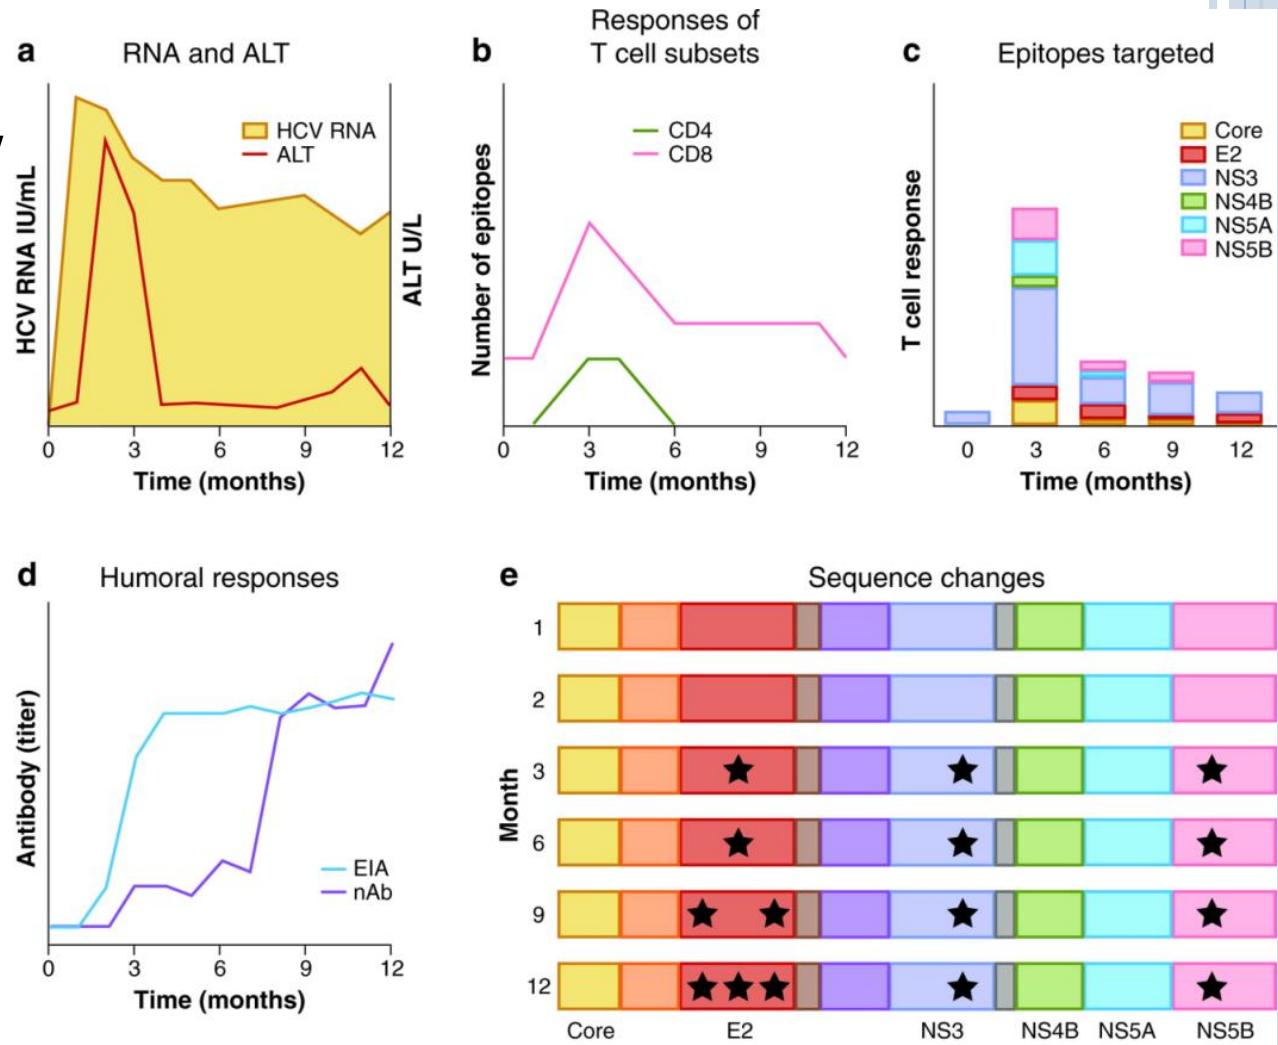 a
RNA and ALT
HCV RNA
ALT
HCV RNA IU/mL
ALT U/L
0 3 6 9 12
Time (months)
b
Responses of
T cell subsets
CD4
CD8
Number of epitopes
0 3 6 9 12
Time (months)
c
Epitopes targeted
Core
E2
NS3
NS4B
NS5A
NS5B
T cell response
0 3 6 9 12
Time (months)
d
Humoral responses
Antibody (titer)
EIA
nAb
0 3 6 9 12
Time (months)
e
Sequence changes
Month
1
2
3
6
9
12
Core E2 NS3 NS4B NS5A NS5B